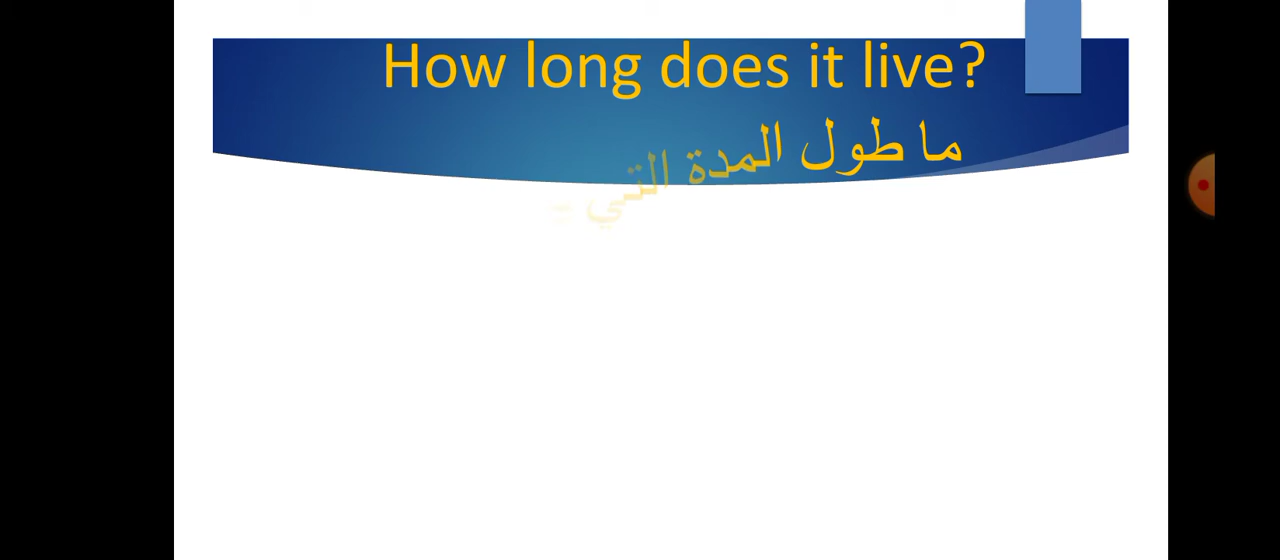 How long does it live?
ما طول المدة التي